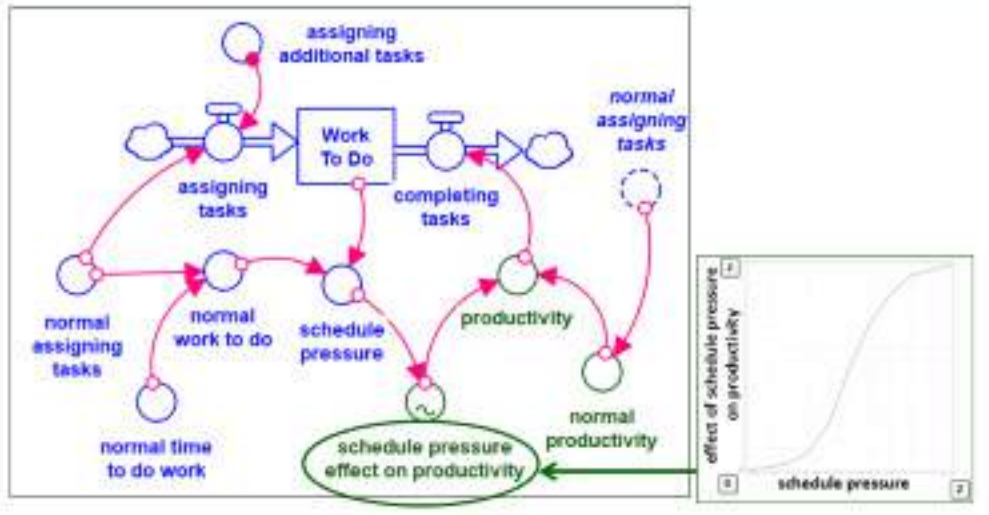 assigning
additional tasks
normal
assigning
tasks
Work
To Do
assigning
tasks
completing
tasks
normal
assigning
tasks
normal
work to do
schedule
pressure
productivity
normal time
to do work
normal
productivity
schedule pressure
effect on productivity
effect of schedule pressure
on productivity
0
schedule pressure
2